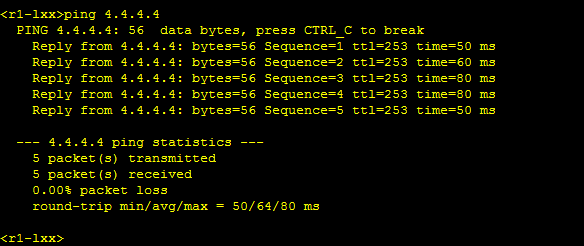 <r1-lxx>ping 4.4.4.4
PING 4.4.4.4: 56  data bytes, press CTRL_C to break
Reply from 4.4.4.4: bytes=56 Sequence=1 ttl=253 time=50 ms
Reply from 4.4.4.4: bytes=56 Sequence=2 ttl=253 time=60 ms
Reply from 4.4.4.4: bytes=56 Sequence=3 ttl=253 time=80 ms
Reply from 4.4.4.4: bytes=56 Sequence=4 ttl=253 time=80 ms
Reply from 4.4.4.4: bytes=56 Sequence=5 ttl=253 time=50 ms
--- 4.4.4.4 ping statistics ---
5 packet(s) transmitted
5 packet(s) received
0.00% packet loss
round-trip min/avg/max = 50/64/80 ms
<r1-lxx>